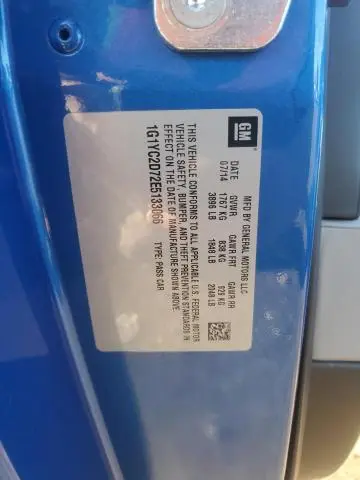 GM
MFD BY GENERAL MOTORS LLC
DATE GVWR GAWR FRT GAWR RR
07/14 1767 KG 838 KG 929 KG
3895 LB 1848 LB 2048 LB
THIS VEHICLE CONFORMS TO ALL APPLICABLE U.S. FEDERAL MOTOR
VEHICLE SAFETY, BUMPER, AND THEFT PREVENTION STANDARDS IN
EFFECT ON THE DATE OF MANUFACTURE SHOWN ABOVE.
1G1YC2D72E5133066 TYPE: PASS CAR